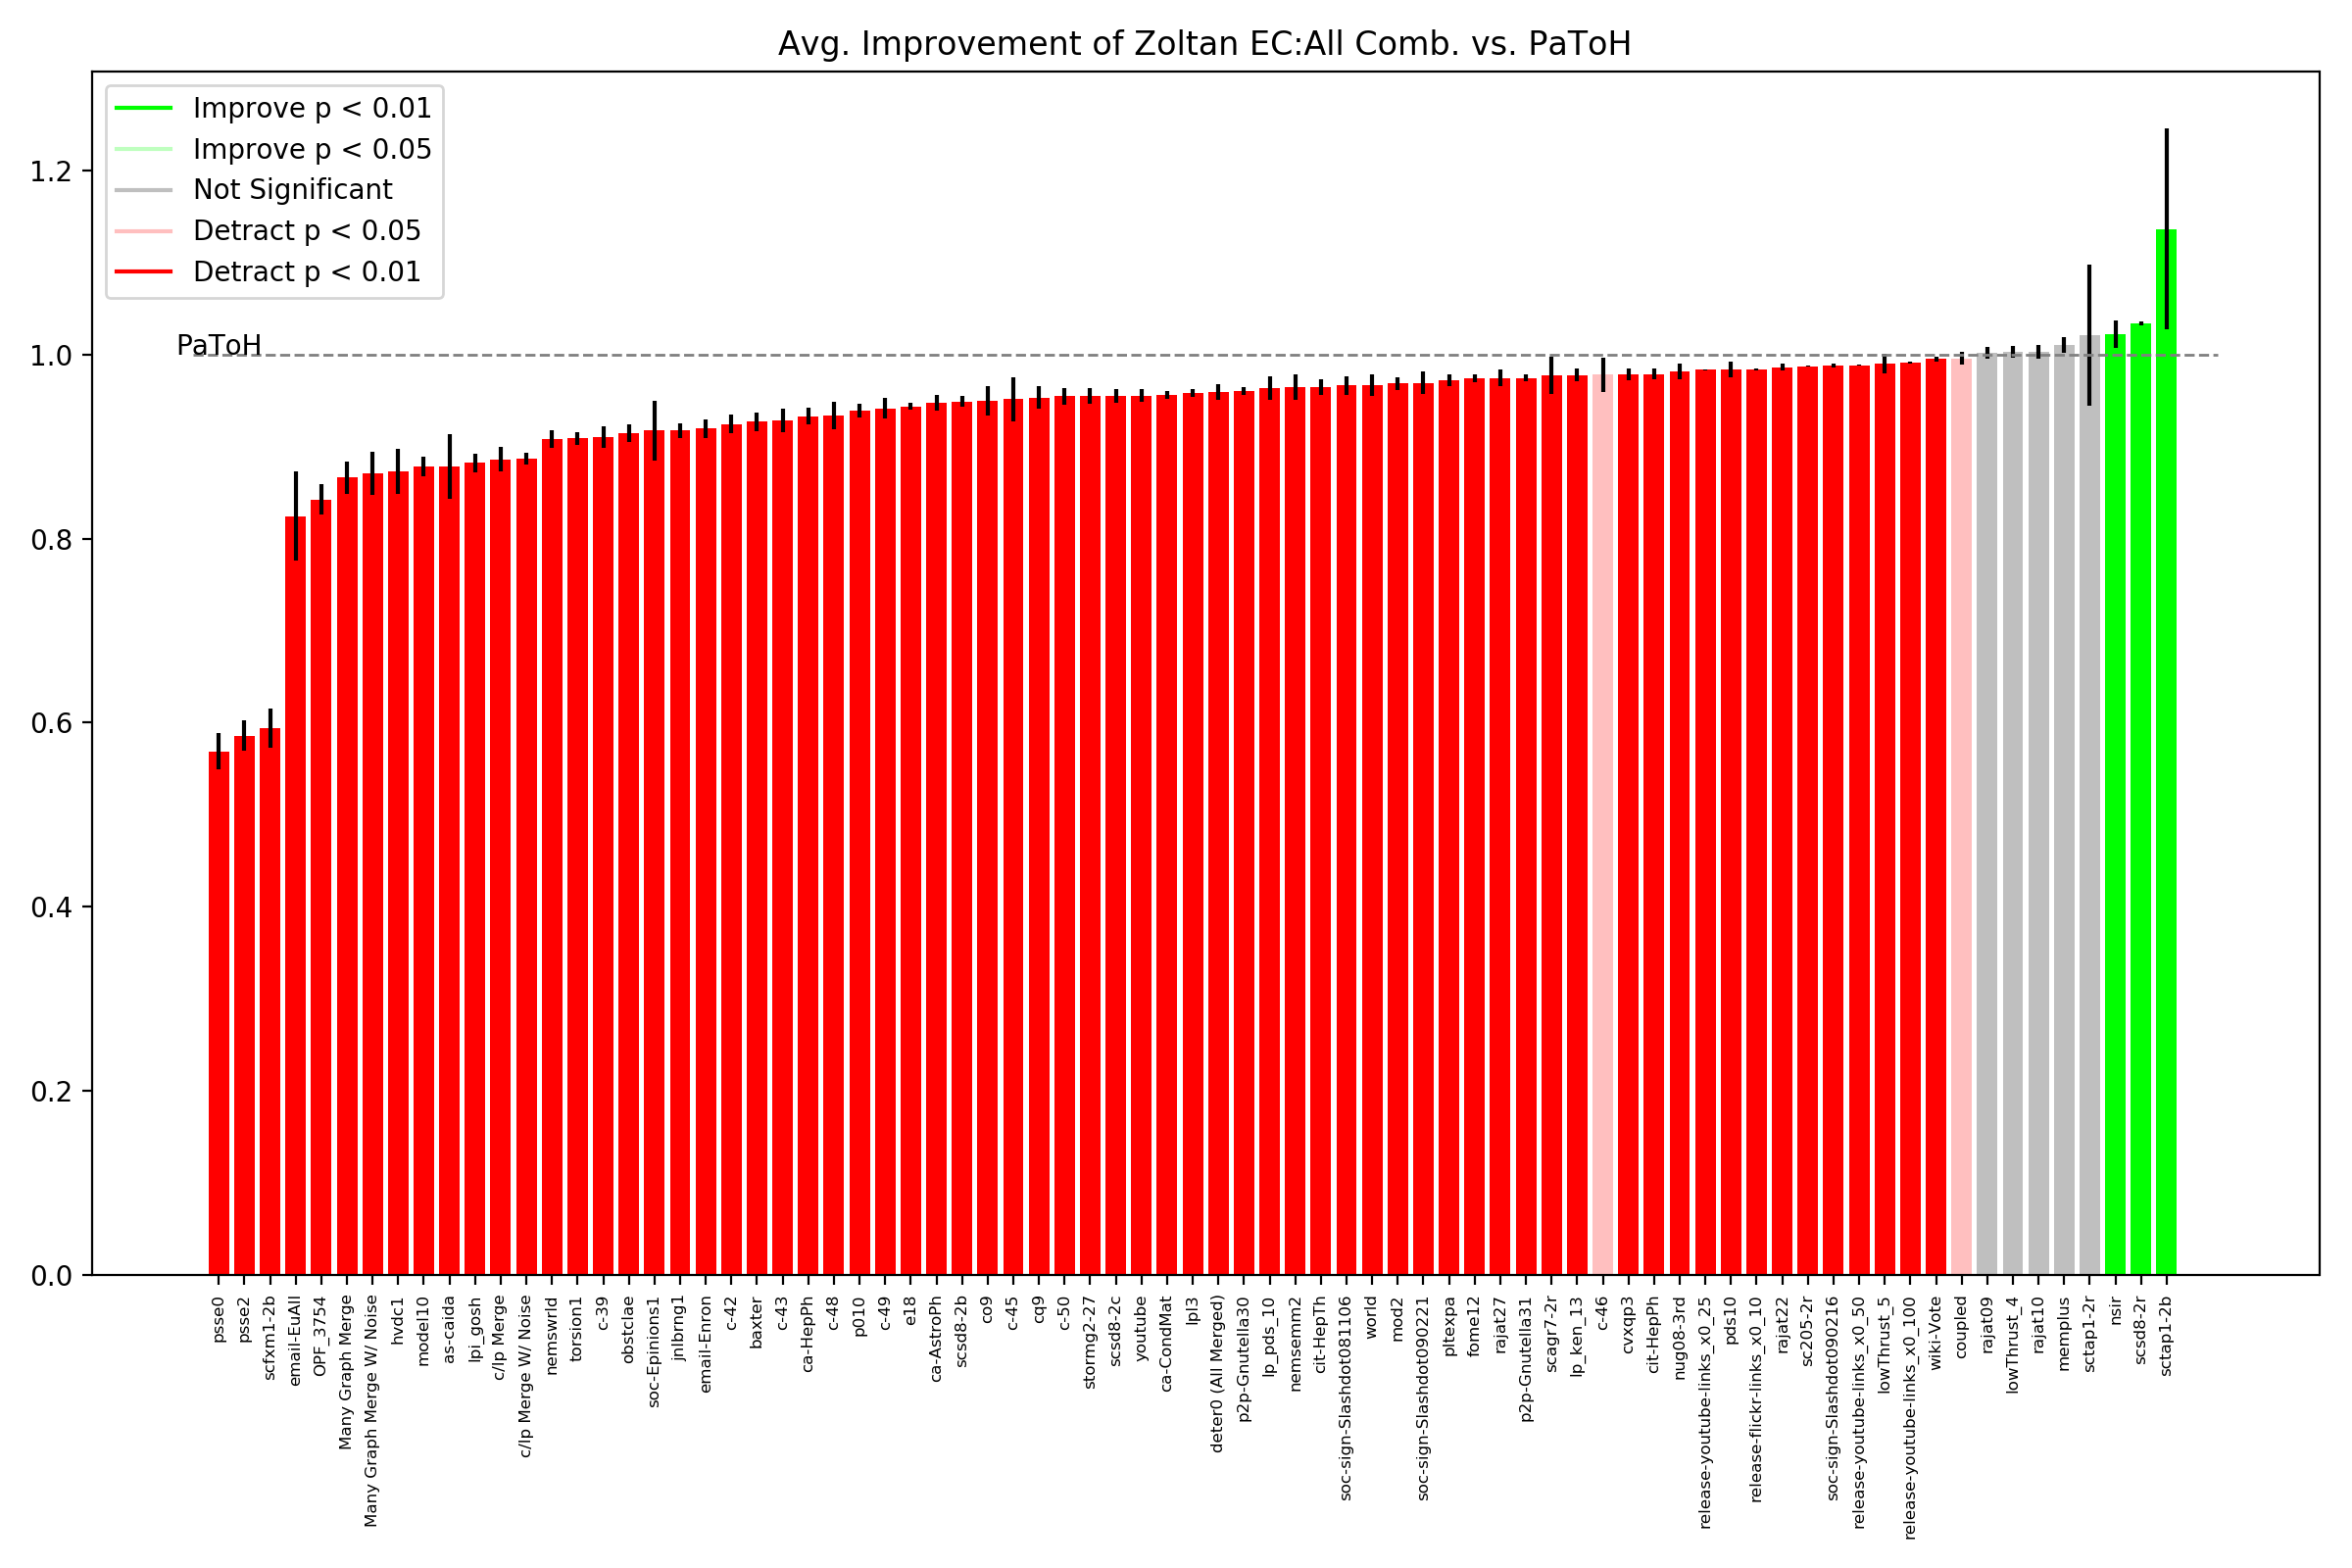 Avg. Improvement of Zoltan EC:All Comb. vs. PaToH
Improve p < 0.01
Improve p < 0.05
Not Significant
Detract p < 0.05
Detract p < 0.01
PaToH
1.2
1.0
0.8
0.6
0.4
0.2
0.0
psse0
psse2
scfxm1-2b
email-EuAll
OPF_3754
Many Graph Merge
Many Graph Merge W/ Noise
hvdc1
model10
as-caida
lpi_gosh
c/lp Merge
c/lp Merge W/ Noise
nemswrld
torsion1
c-39
obstclae
soc-Epinions1
jnlbrng1
email-Enron
c-42
baxter
c-43
ca-HepPh
c-48
p010
c-49
e18
ca-AstroPh
scsd8-2b
co9
c-45
cq9
c-50
stormg2-27
scsd8-2c
youtube
ca-CondMat
lpl3
deter0 (All Merged)
p2p-Gnutella30
lp_pds_10
nemsemm2
cit-HepTh
soc-sign-Slashdot081106
world
mod2
soc-sign-Slashdot090221
pltexpa
fome12
rajat27
p2p-Gnutella31
scagr7-2r
lp_ken_13
c-46
cvxqp3
cit-HepPh
nug08-3rd
release-youtube-links_x0_25
pds10
release-flickr-links_x0_10
rajat22
sc205-2r
soc-sign-Slashdot090216
release-youtube-links_x0_50
lowThrust_5
release-youtube-links_x0_100
wiki-Vote
coupled
rajat09
lowThrust_4
rajat10
memplus
sctap1-2r
nsir
scsd8-2r
sctap1-2b